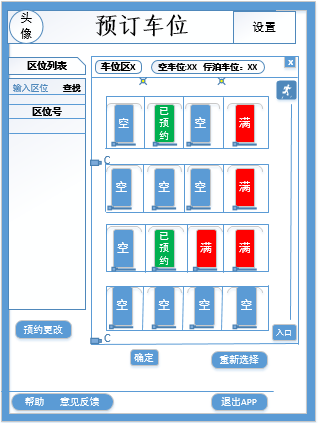 头像
预订车位
设置
区位列表
车位区X
空车位:XX 行泊车位：XX
x
输入区位 查找
区位号
空 已预约 空 满
C
空 空 空 满
空 已预约 满 满
空 空 空 空
入口
C
预约更改
确定
重新选择
帮助 意见反馈
退出APP